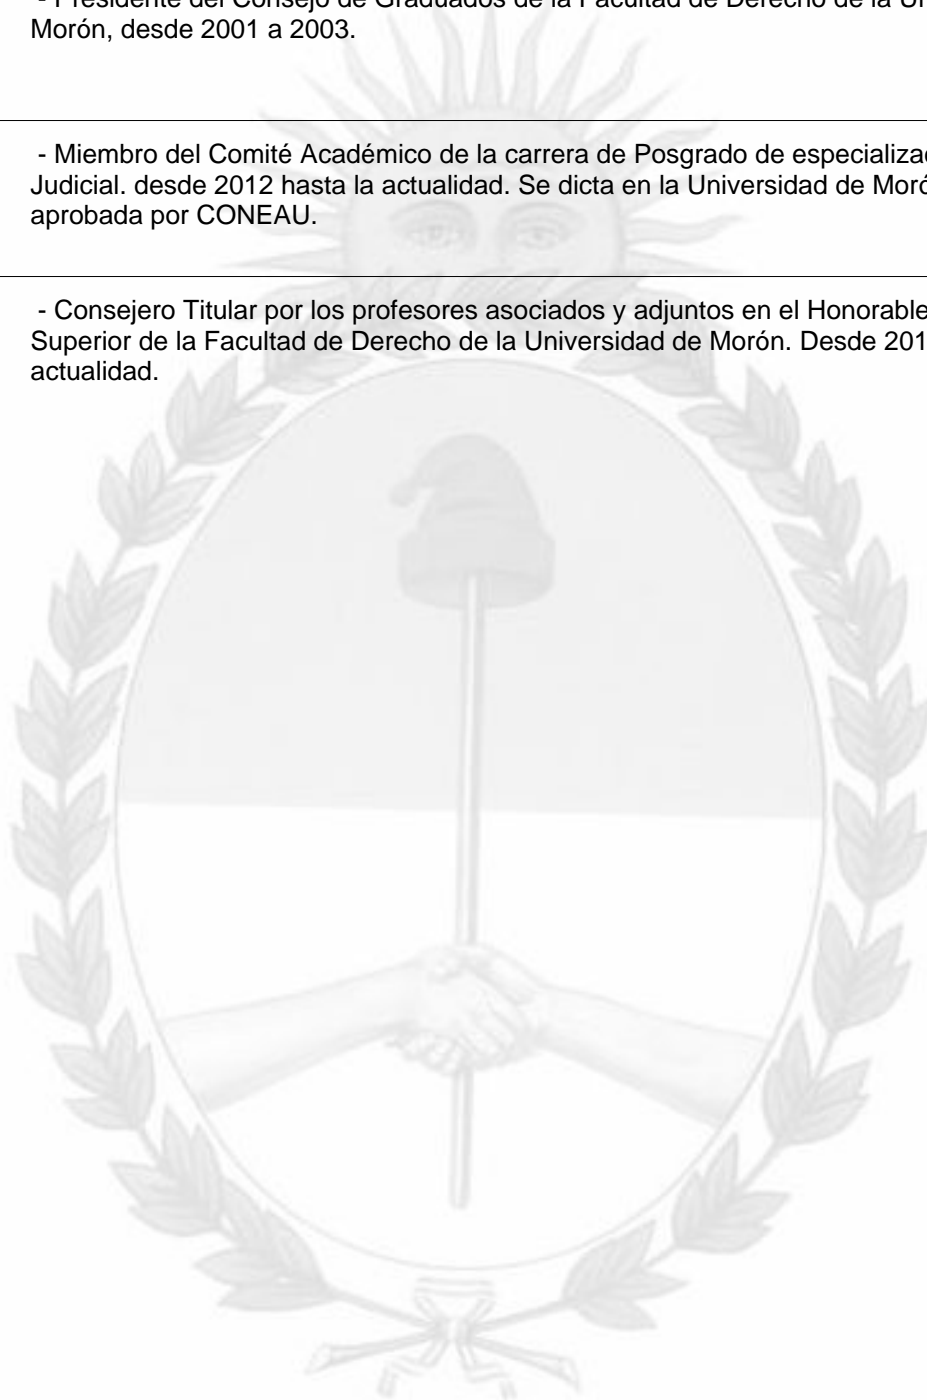 - Presidente del Consejo de Graduados de la Facultad de Derecho de la
Morón, desde 2001 a 2003.
- Miembro del Comité Académico de la carrera de Posgrado de
Judicial. desde 2012 hasta la actualidad. Se dicta en la Universidad de
aprobada por CONEAU.
- Consejero Titular por los profesores asociados y adjuntos en el Honorable
Superior de la Facultad de Derecho de la Universidad de Morón. Desde
actualidad.